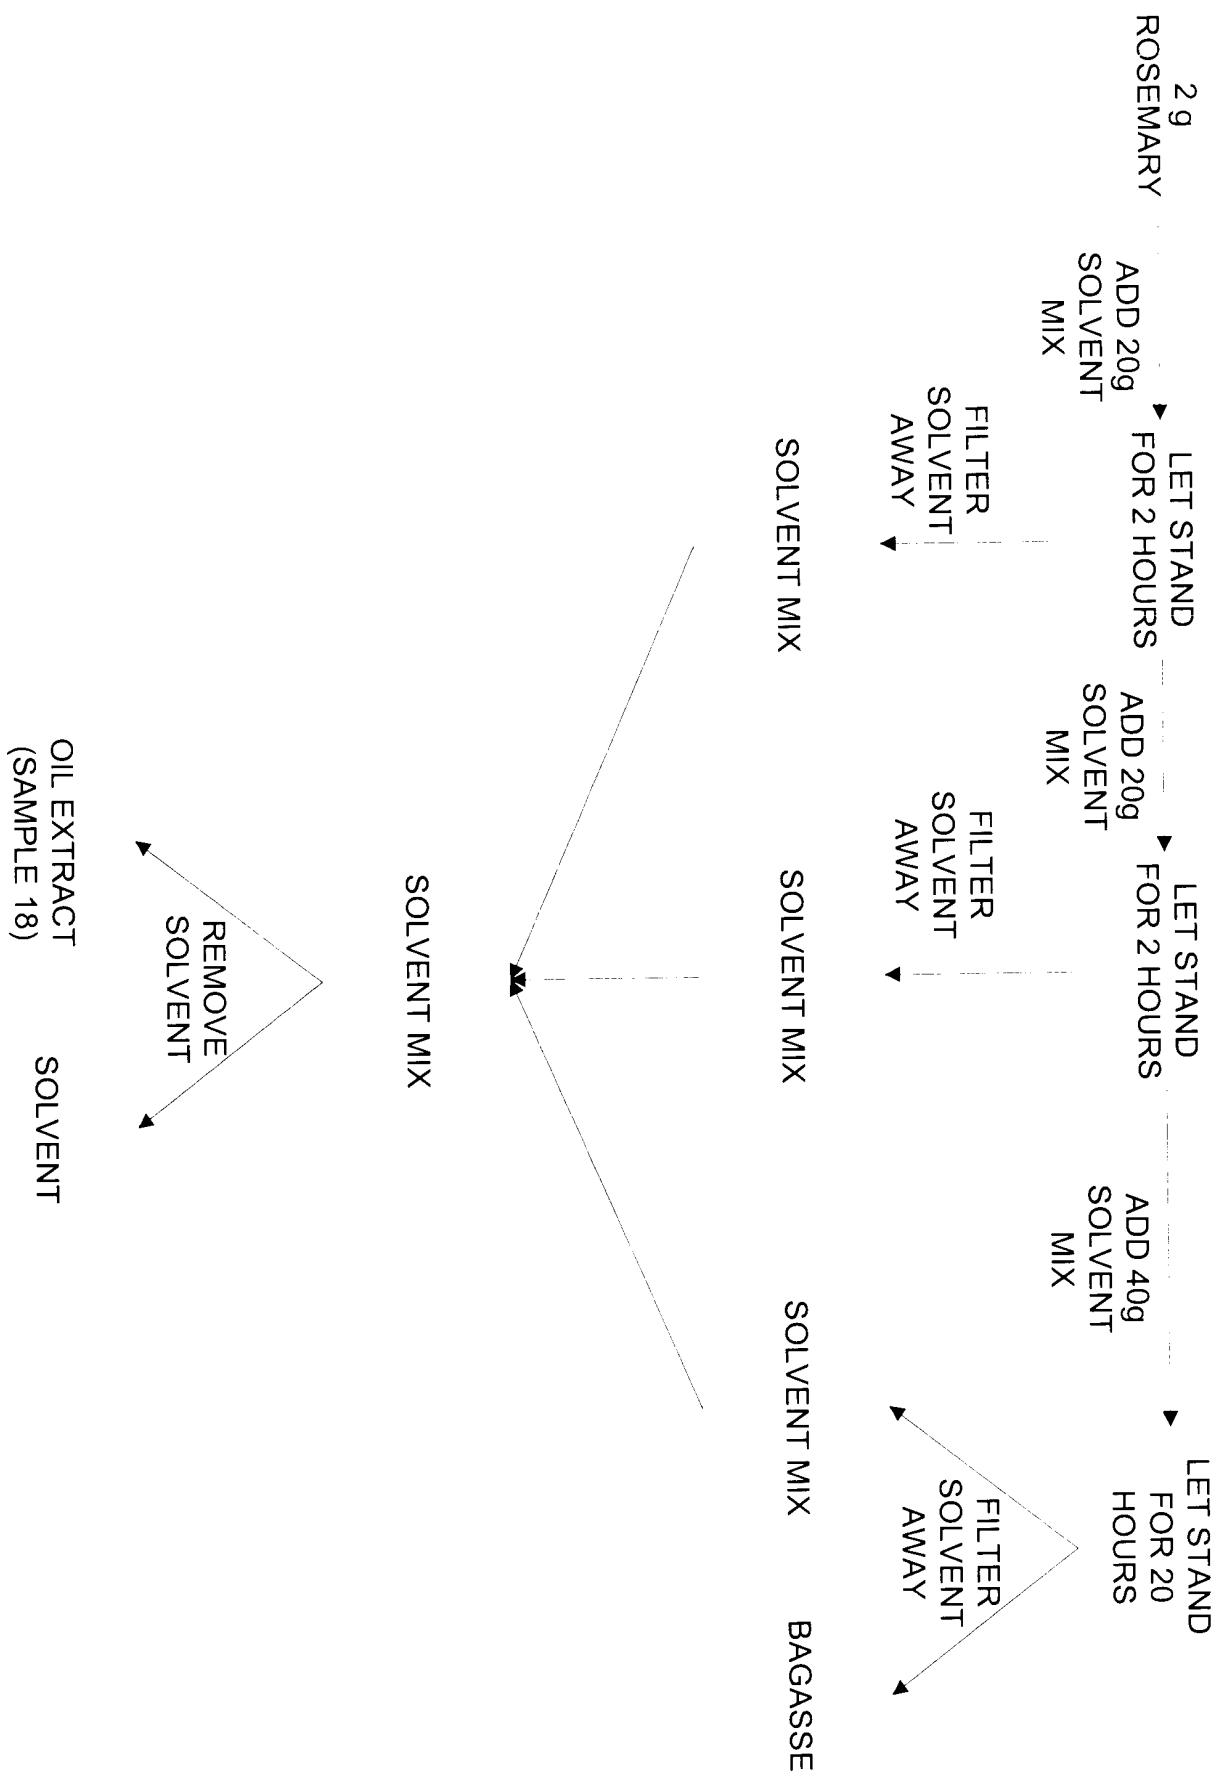 2 g
ROSEMARY
ADD 20g
SOLVENT
MIX
LET STAND
FOR 2 HOURS
ADD 20g
SOLVENT
MIX
LET STAND
FOR 2 HOURS
ADD 40g
SOLVENT
MIX
LET STAND
FOR 20
HOURS
FILTER
SOLVENT
AWAY
FILTER
SOLVENT
AWAY
FILTER
SOLVENT
AWAY
SOLVENT MIX
SOLVENT MIX
SOLVENT MIX
BAGASSE
SOLVENT MIX
REMOVE
SOLVENT
OIL EXTRACT
(SAMPLE 18)
SOLVENT